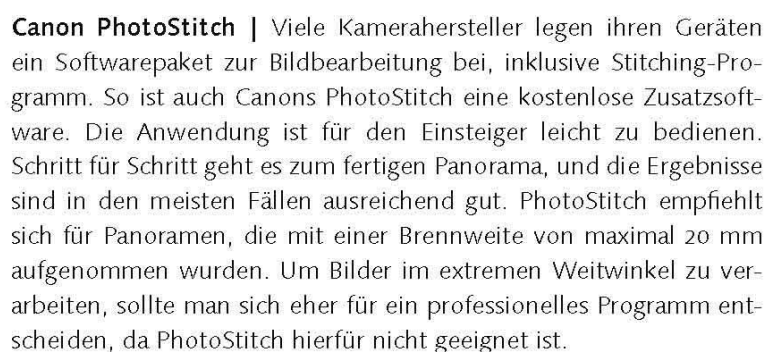 Canon PhotoStitch | Viele Kamerahersteller legen ihren Geräten
ein Softwarepaket zur Bildbearbeitung bei, inklusive Stitching-Pro-
gramm. So ist auch Canons PhotoStitch eine kostenlose Zusatzsoft-
ware. Die Anwendung ist für den Einsteiger leicht zu bedienen.
Schritt für Schritt geht es zum fertigen Panorama, und die Ergebnisse
sind in den meisten Fällen ausreichend gut. PhotoStitch empfiehlt
sich für Panoramen, die mit einer Brennweite von maximal 20 mm
aufgenommen wurden. Um Bilder im extremen Weitwinkel zu ver-
arbeiten, sollte man sich eher für ein professionelles Programm ent-
scheiden, da PhotoStitch hierfür nicht geeignet ist.